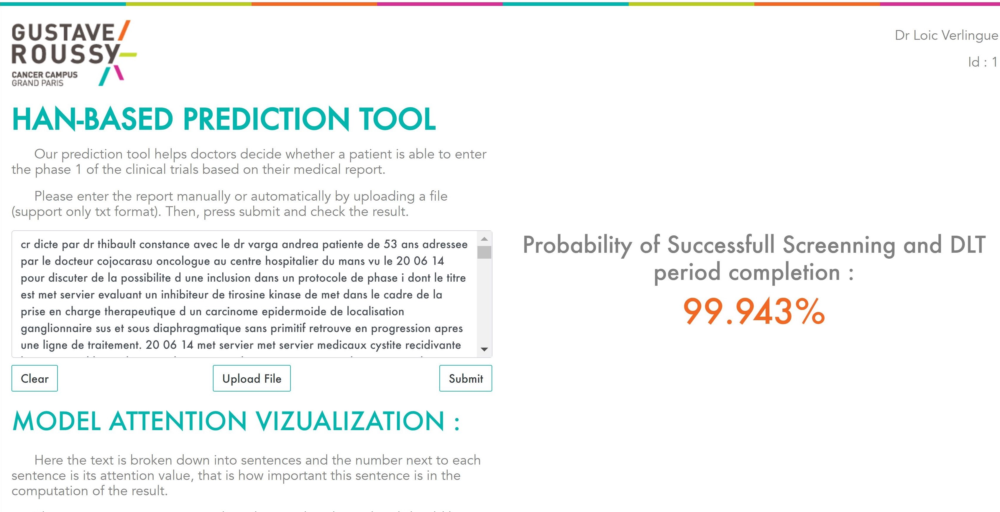 GUSTAVE/
ROUSSY
CANCER CAMPUS
GRAND PARIS
Dr Loic Verlingue
Id : 1
HAN-BASED PREDICTION TOOL
Our prediction tool helps doctors decide whether a patient is able to enter
the phase 1 of the clinical trials based on their medical report.
Please enter the report manually or automatically by uploading a file
(support only txt format). Then, press submit and check the result.
cr dicte par dr thibault constance avec le dr varga andrea patiente de 53 ans adressee
par le docteur cojocarasu oncologue au centre hospitalier du mans vu le 20 06 14
pour discuter de la possibilite d une inclusion dans un protocole de phase i dont le titre
est met servier evaluant un inhibiteur de tirosine kinase de met dans le cadre de la
prise en charge therapeutique d un carcinome epidermoide de localisation
ganglionnaire sus et sous diaphragmatique sans primitif retrouve en progression apres
une ligne de traitement. 20 06 14 met servier met servier medicaux cystite recidivante
Clear
Upload File
Submit
Probability of Successfull Screenning and DLT
period completion :
99.943%
MODEL ATTENTION VIZUALIZATION :
Here the text is broken down into sentences and the number next to each
sentence is its attention value, that is how important this sentence is in the
computation of the result.